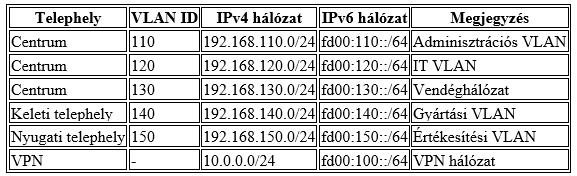 Telephely VLAN ID IPv4 hálózat IPv6 hálózat Megjegyzés
Centrum 110 192.168.110.0/24 fd00:110::/64 Adminisztrációs VLAN
Centrum 120 192.168.120.0/24 fd00:120::/64 IT VLAN
Centrum 130 192.168.130.0/24 fd00:130::/64 Vendéghálózat
Keleti telephely 140 192.168.140.0/24 fd00:140::/64 Gyártási VLAN
Nyugati telephely 150 192.168.150.0/24 fd00:150::/64 Értékesítési VLAN
VPN - 10.0.0.0/24 fd00:100::/64 VPN hálózat